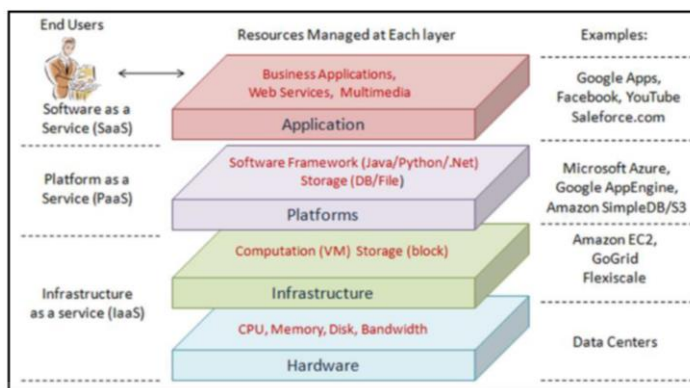 End Users
Resources Managed at Each layer
Examples:
Business Applications,
Web Services, Multimedia
Application
Software as a
Service (SaaS)
Google Apps,
Facebook, YouTube
Saleforce.com
Software Framework (Java/Python/.Net)
Storage (DB/File)
Platforms
Platform as a
Service (PaaS)
Microsoft Azure,
Google AppEngine,
Amazon SimpleDB/S3
Computation (VM) Storage (block)
Infrastructure
Amazon EC2,
GoGrid
Flexiscale
Infrastructure
as a service (IaaS)
CPU, Memory, Disk, Bandwidth
Hardware
Data Centers